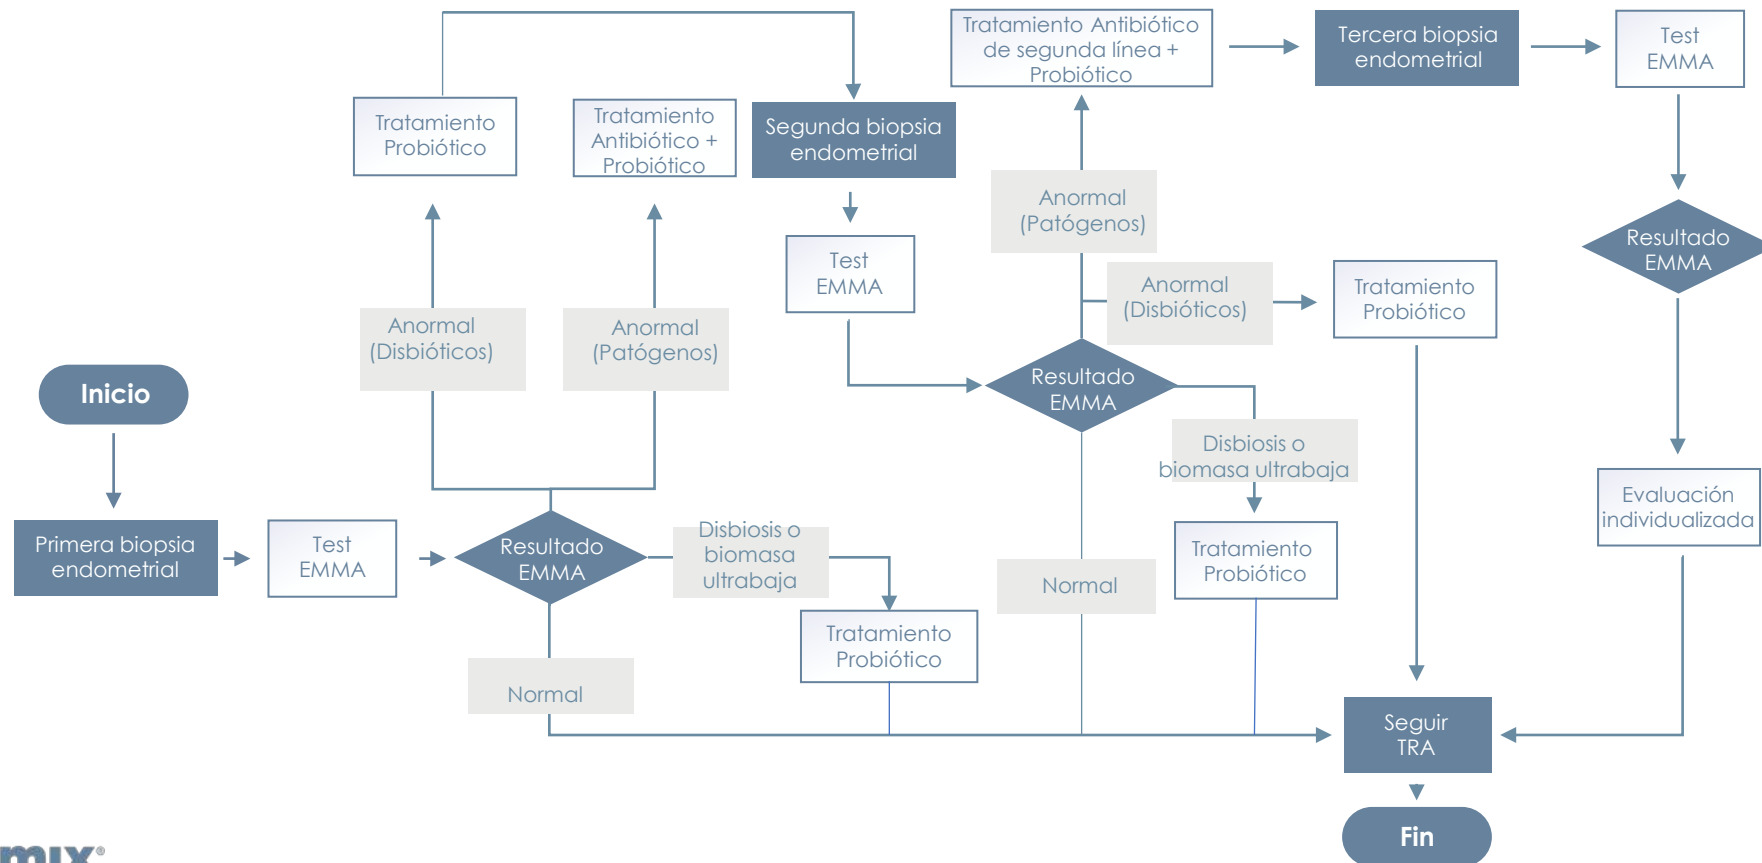 Tratamiento Antibiótico
de segunda línea +
Probiótico
Tercera biopsia
endometrial
Test
EMMA
Tratamiento
Probiótico
Tratamiento
Antibiótico +
Probiótico
Segunda biopsia
endometrial
Anormal
(Patógenos)
Resultado
EMMA
Test
EMMA
Anormal
(Disbióticos)
Tratamiento
Probiótico
Anormal
(Disbióticos)
Anormal
(Patógenos)
Inicio
Resultado
EMMA
Disbiosis o
biomasa ultrabaja
Evaluación
individualizada
Primera biopsia
endometrial
Test
EMMA
Resultado
EMMA
Disbiosis o
biomasa
ultrabaja
Tratamiento
Probiótico
Normal
Tratamiento
Probiótico
Normal
Seguir
TRA
Fin